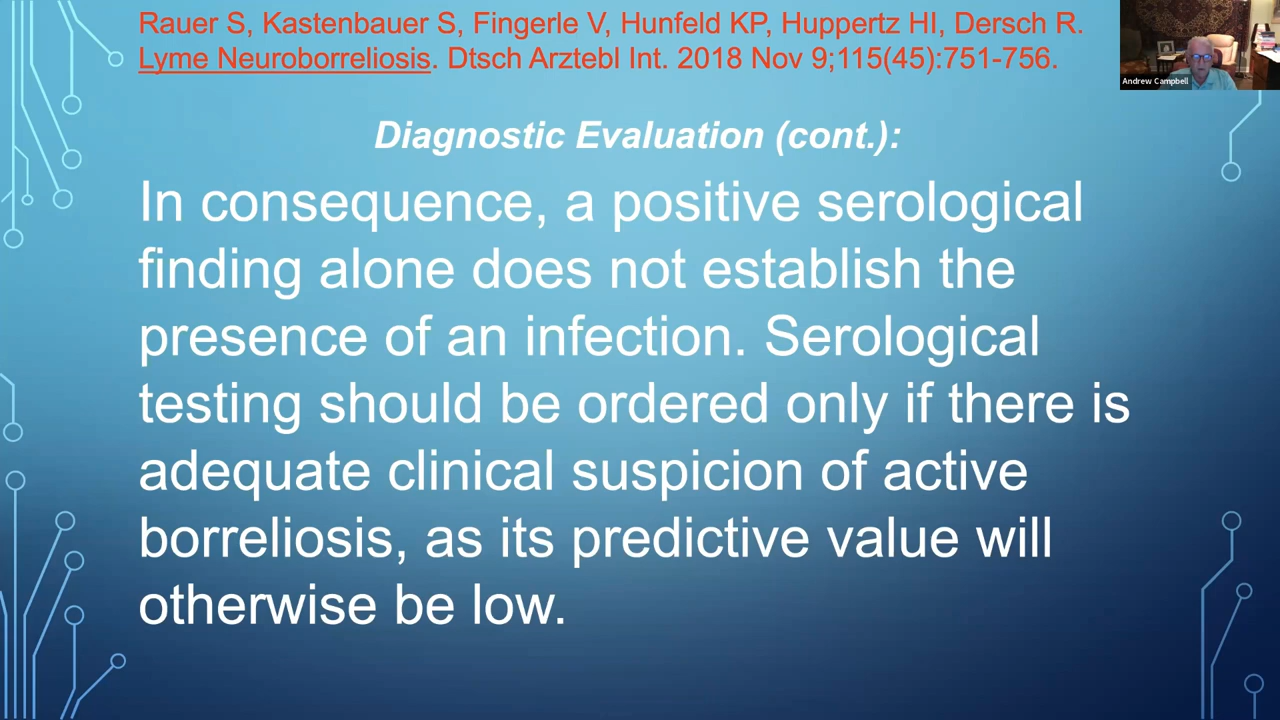 Rauer S, Kastenbauer S, Fingerle V, Hunfeld KP, Huppertz HI, Dersch R.
Lyme Neuroborreliosis. Dtsch Arztebl Int. 2018 Nov 9;115(45):751-756.
Andrew Campbell
Diagnostic Evaluation (cont.):
In consequence, a positive serological
finding alone does not establish the
presence of an infection. Serological
testing should be ordered only if there is
adequate clinical suspicion of active
borreliosis, as its predictive value will
otherwise be low.